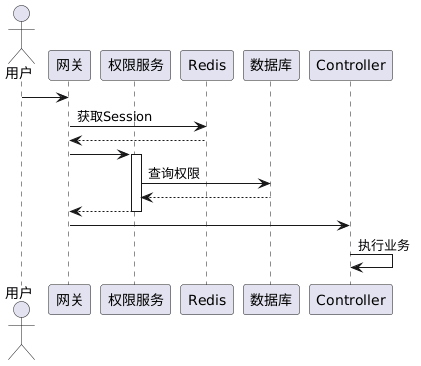 用户
网关
权限服务
Redis
数据库
Controller
获取Session
查询权限
执行业务
用户
网关
权限服务
Redis
数据库
Controller